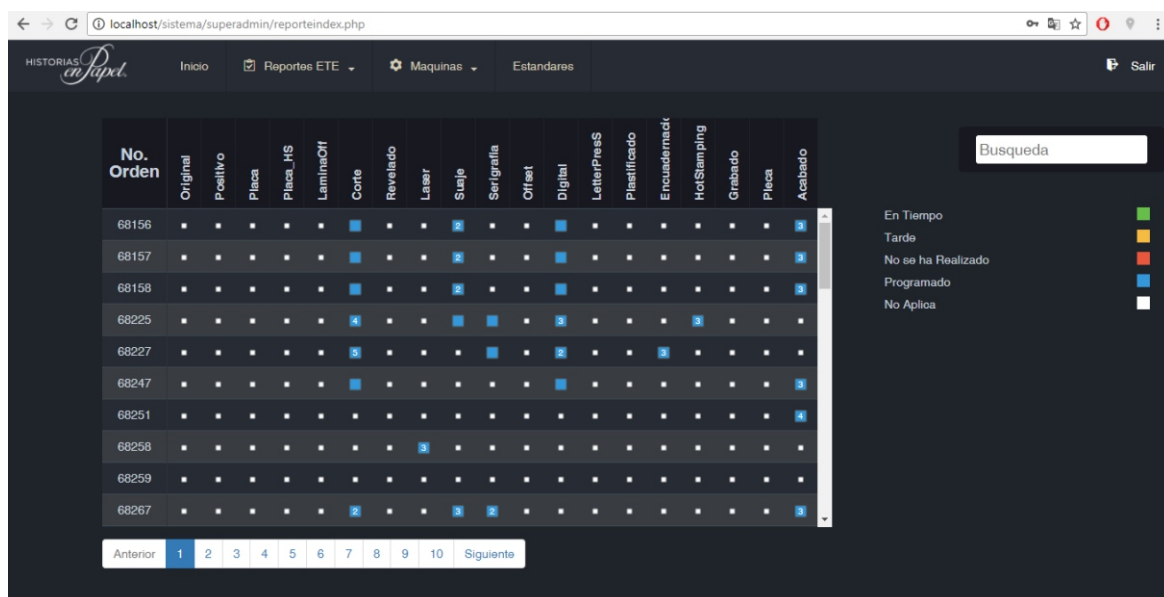 localhost/sistema/superadmin/reporteindex.php
HISTORIAS en Papel.
Inicio
Reportes ETE
Maquinas
Estandares
Salir
No. Orden
Original
Positivo
Placa
Placa_HS
LaminaOff
Corte
Revelado
Laser
Suaje
Serigrafia
Offset
Digital
LetterPressS
Plastificado
Encuadernaci
HotStamping
Grabado
Pleca
Acabado
68156 2 3
68157 2 3
68158 2 3
68225 4 3 3
68227 5 2 3
68247 3
68251 4
68258 3
68259
68267 2 3 2 3
Busqueda
En Tiempo
Tarde
No se ha Realizado
Programado
No Aplica
Anterior 1 2 3 4 5 6 7 8 9 10 Siguiente